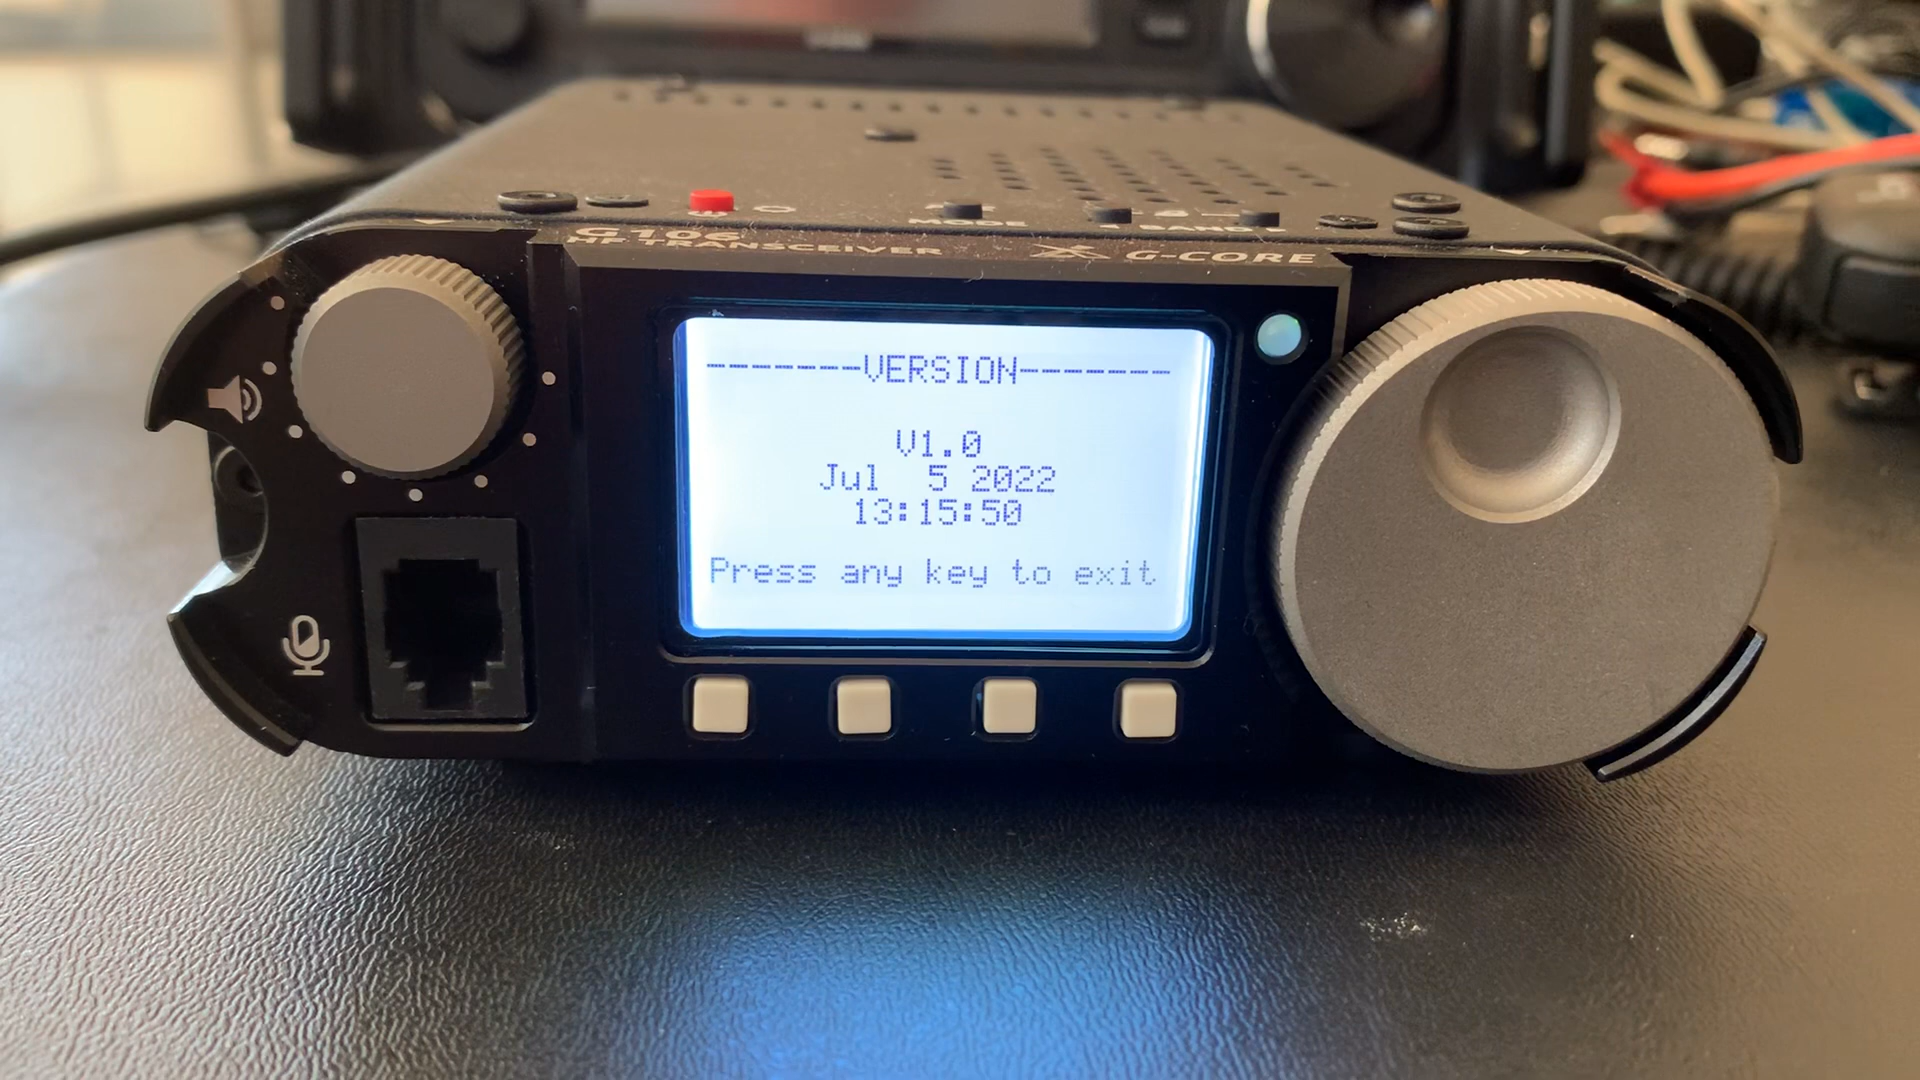 MODE
BAND
G106
HF TRANSCEIVER
G-CORE
-------VERSION-------
V1.0
Jul  5 2022
13:15:50
Press any key to exit